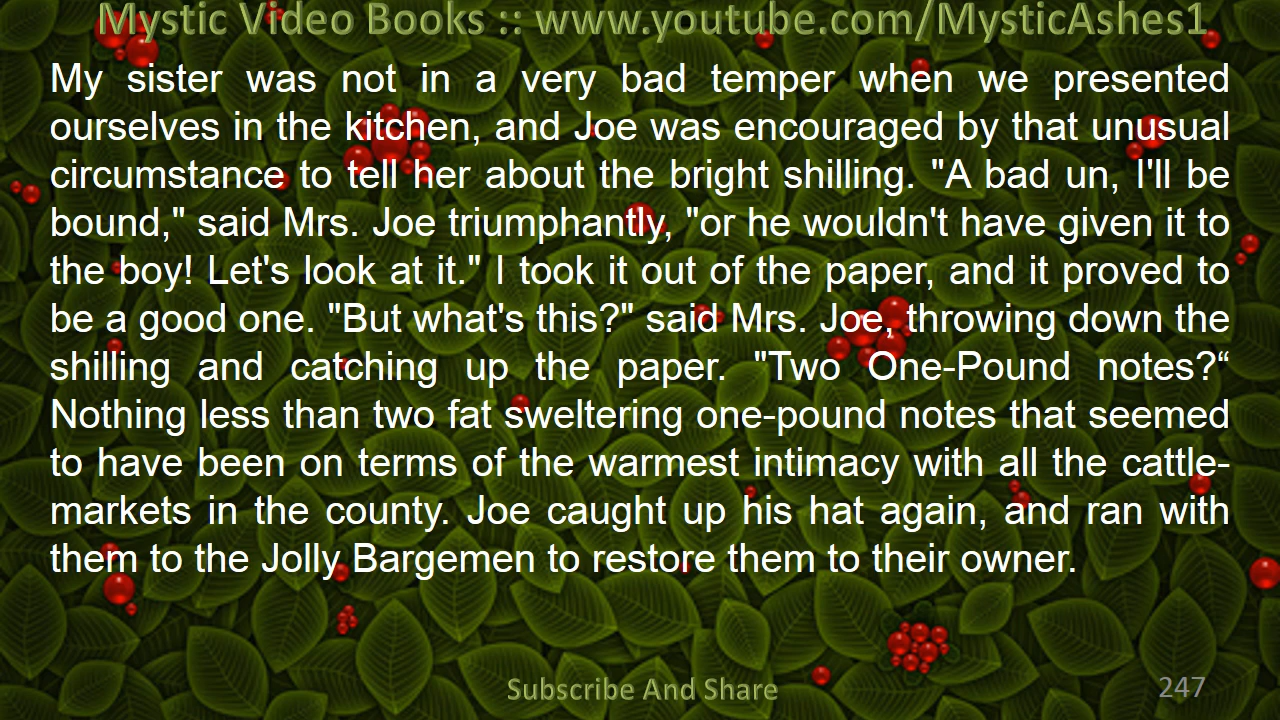 Mystic Video Books :: www.youtube.com/MysticAshes1
My sister was not in a very bad temper when we presented
ourselves in the kitchen, and Joe was encouraged by that unusual
circumstance to tell her about the bright shilling. "A bad un, I'll be
bound," said Mrs. Joe triumphantly, "or he wouldn't have given it to
the boy! Let's look at it." I took it out of the paper, and it proved to
be a good one. "But what's this?" said Mrs. Joe, throwing down the
shilling and catching up the paper. "Two One-Pound notes?“
Nothing less than two fat sweltering one-pound notes that seemed
to have been on terms of the warmest intimacy with all the cattle-
markets in the county. Joe caught up his hat again, and ran with
them to the Jolly Bargemen to restore them to their owner.
Subscribe And Share
247